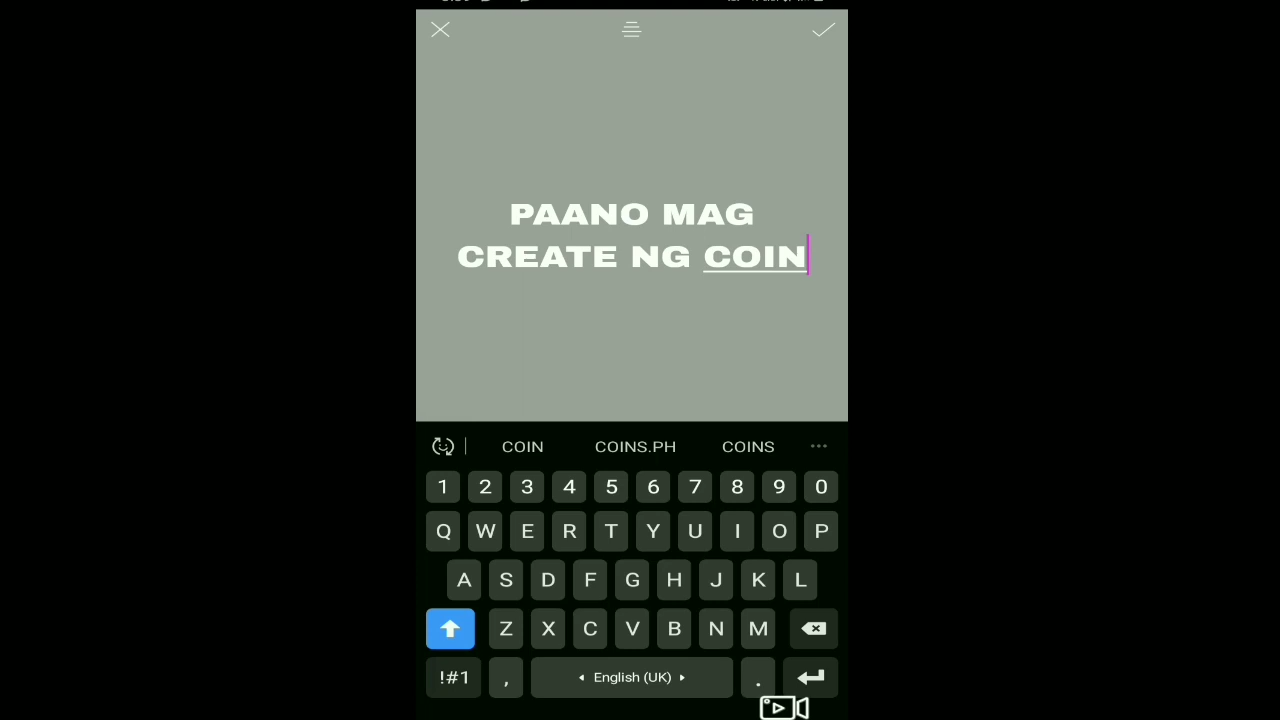 PAANO MAG
CREATE NG COIN
COIN COINS.PH COINS
1 2 3 4 5 6 7 8 9 0
Q W E R T Y U I O P
A S D F G H J K L
Z X C V B N M
!#1 , English (UK) .